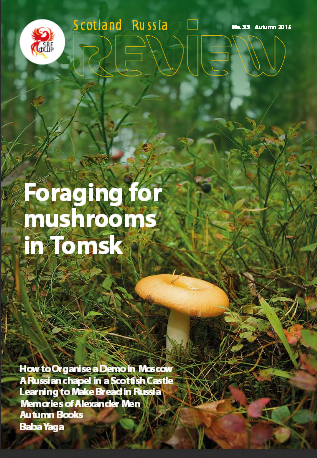 Scotland Russia
No. 33 Autumn 2016
REVIEW
Foraging for
mushrooms
in Tomsk
How to Organise a Demo in Moscow
A Russian chapel in a Scottish Castle
Learning to Make Bread in Russia
Memories of Alexander Men
Autumn Books
Baba Yaga